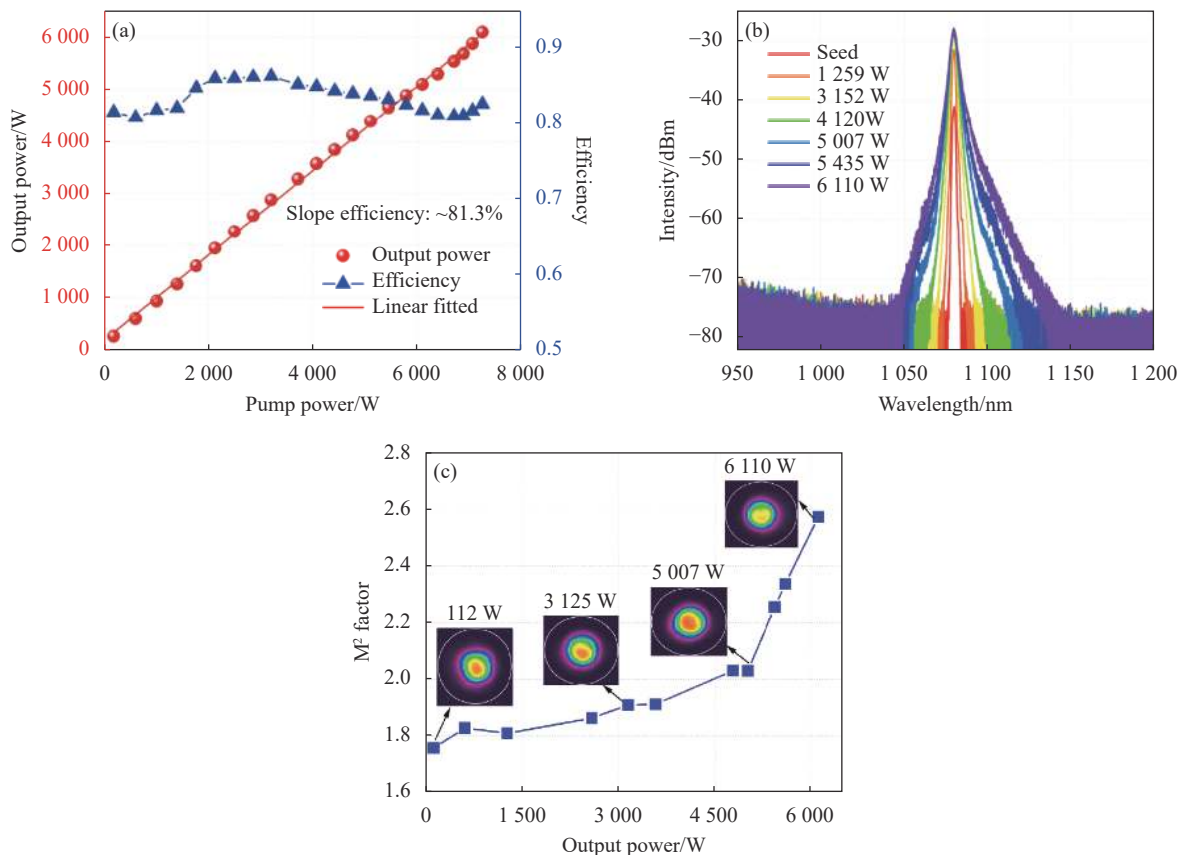 (a)
6 000
5 000
4 000
3 000
2 000
1 000
0
Output power/W
0.9
0.8
0.7
0.6
0.5
Efficiency
Slope efficiency: ~81.3%
Output power
Efficiency
Linear fitted
0 2 000 4 000 6 000 8 000
Pump power/W
(b)
−30
−40
−50
−60
−70
−80
Intensity/dBm
Seed
1 259 W
3 152 W
4 120W
5 007 W
5 435 W
6 110 W
950 1 000 1 050 1 100 1 150 1 200
Wavelength/nm
(c)
2.8
2.6
2.4
2.2
2.0
1.8
1.6
M² factor
112 W
3 125 W
5 007 W
6 110 W
0 1 500 3 000 4 500 6 000
Output power/W